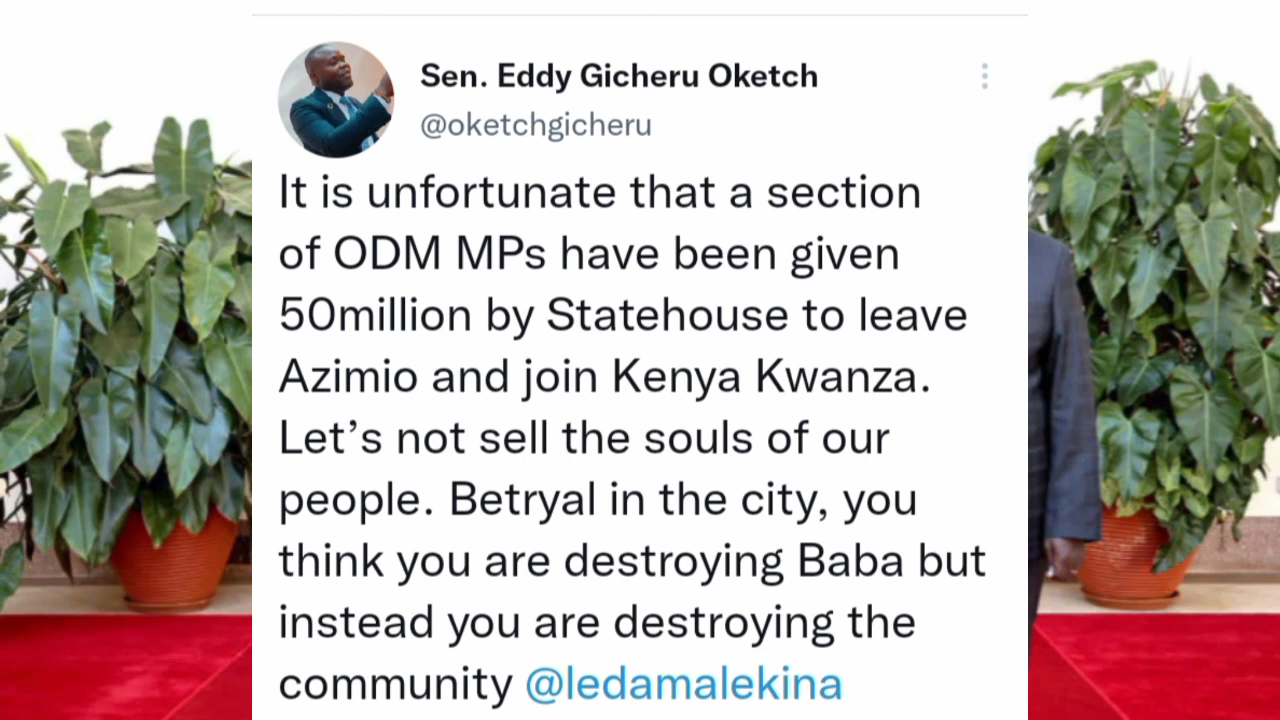 Sen. Eddy Gicheru Oketch
@oketchgicheru
It is unfortunate that a section
of ODM MPs have been given
50million by Statehouse to leave
Azimio and join Kenya Kwanza.
Let’s not sell the souls of our
people. Betryal in the city, you
think you are destroying Baba but
instead you are destroying the
community @ledamalekina